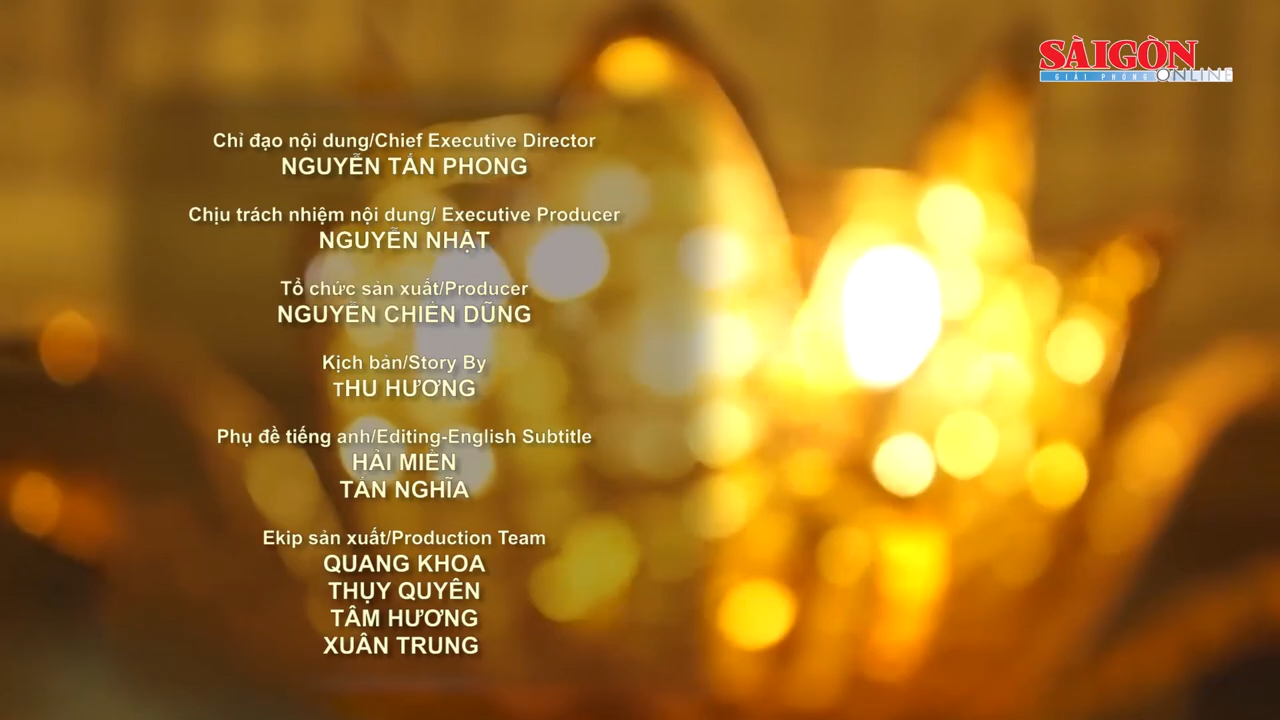 SÀIGÒN
GIẢI PHÓNG ONLINE
Chỉ đạo nội dung/Chief Executive Director
NGUYỄN TẤN PHONG
Chịu trách nhiệm nội dung/ Executive Producer
NGUYỄN NHẬT
Tổ chức sản xuất/Producer
NGUYỄN CHIẾN DŨNG
Kịch bản/Story By
THU HƯƠNG
Phụ đề tiếng anh/Editing-English Subtitle
HẢI MIÊN
TẤN NGHĨA
Ekip sản xuất/Production Team
QUANG KHOA
THỤY QUYÊN
TÂM HƯƠNG
XUÂN TRUNG